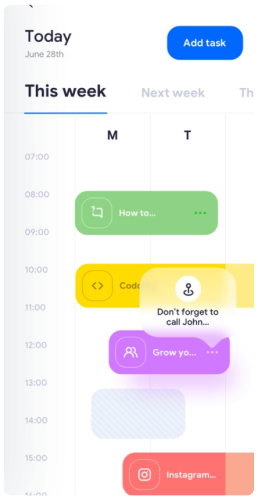 Today
June 28th
Add task
This week
Next week
Th
M
T
07:00
08:00
How to...
09:00
10:00
11:00
Don't forget to
call John...
12:00
Grow yo...
13:00
14:00
15:00
Instagram...
16:00